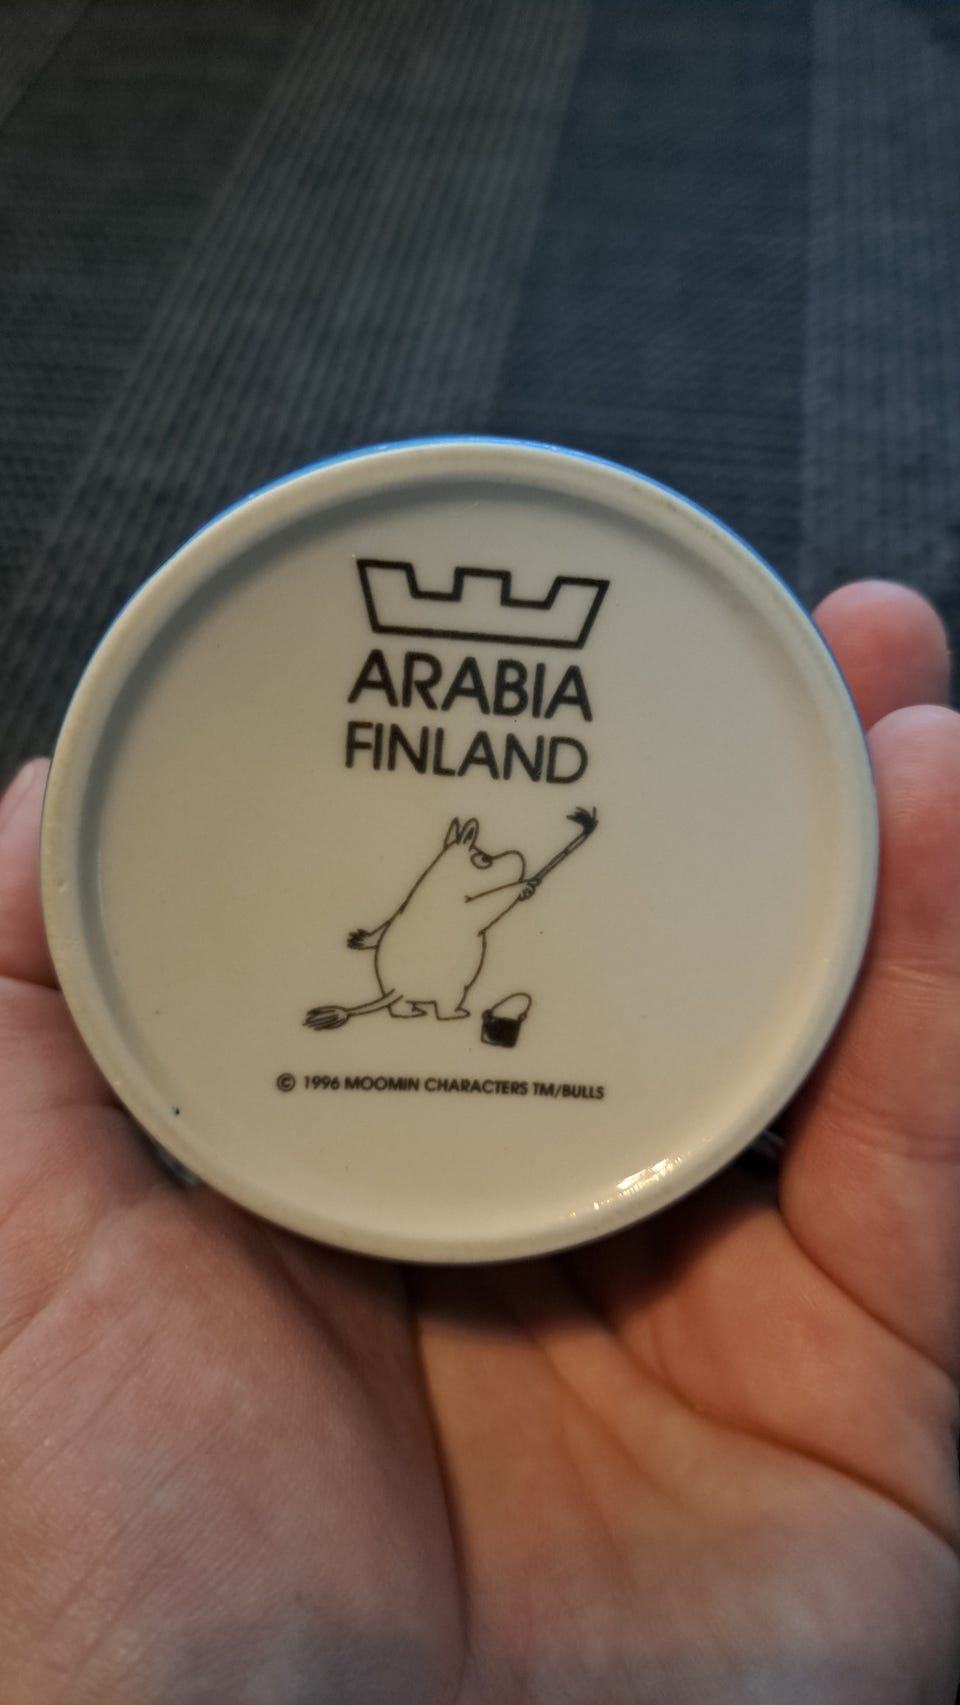 ARABIA
FINLAND
© 1996 MOOMIN CHARACTERS TM/BULLS